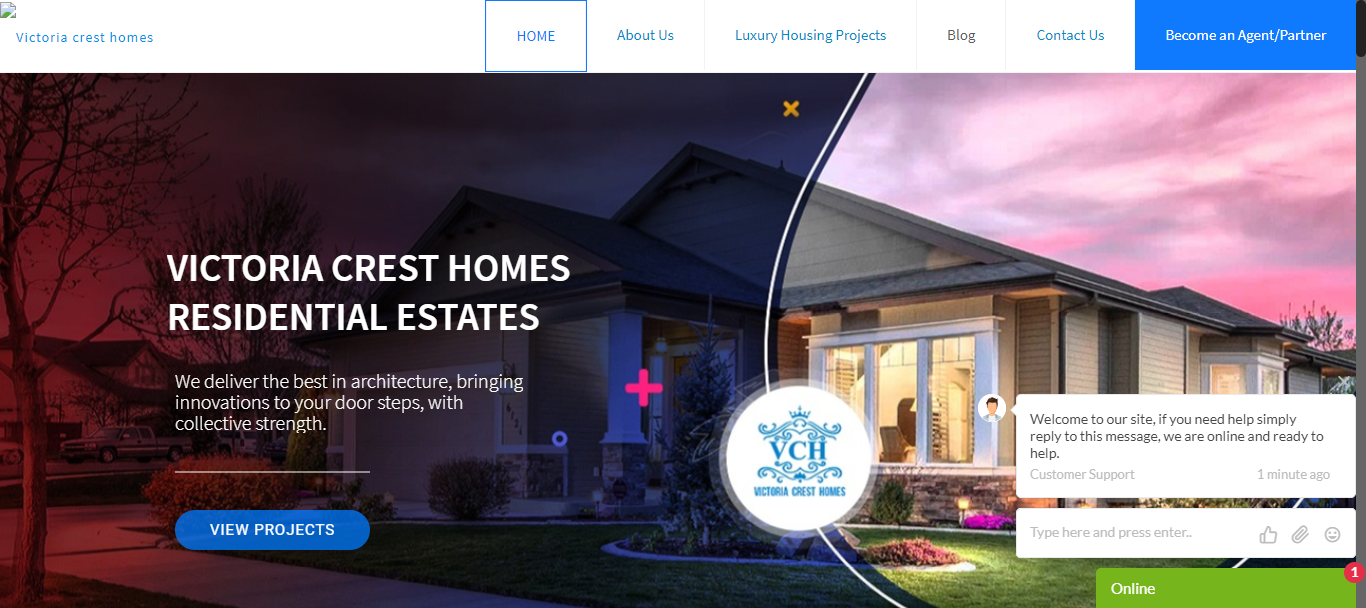 Victoria crest homes
HOME
About Us
Luxury Housing Projects
Blog
Contact Us
Become an Agent/Partner
VICTORIA CREST HOMES
RESIDENTIAL ESTATES
We deliver the best in architecture, bringing
innovations to your door steps, with
collective strength.
VIEW PROJECTS
VCH
VICTORIA CREST HOMES
Welcome to our site, if you need help simply
reply to this message, we are online and ready to
help.
Customer Support
1 minute ago
Type here and press enter..
Online
1